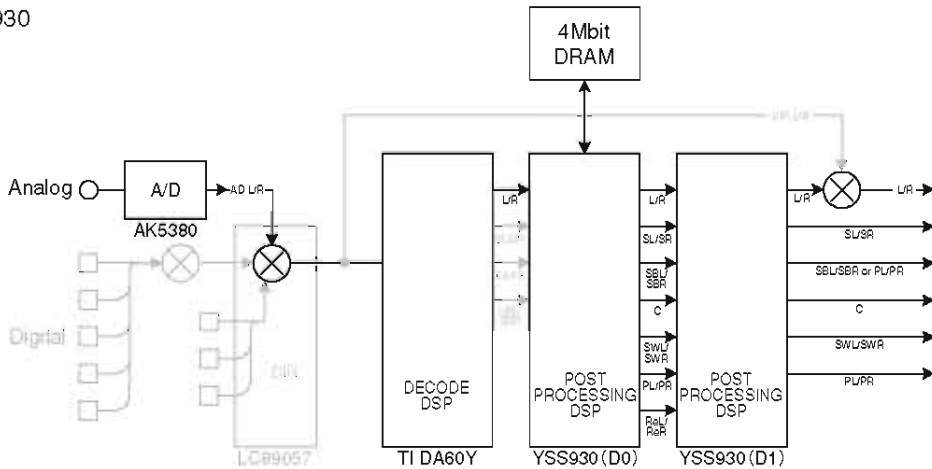 930
4Mbit
DRAM
Analog
A/D
AD L/R
AK5380
Digital
DIR
LC89057
DECODE
DSP
TI DA60Y
L/R
POST
PROCESSING
DSP
YSS930 (D0)
L/R
SL/SR
SBL/
SBR
C
SWL/
SWR
PL/PR
ReL/
ReR
POST
PROCESSING
DSP
YSS930 (D1)
L/R
L/R
SL/SR
SBL/SBR or PL/PR
C
SWL/SWR
PL/PR